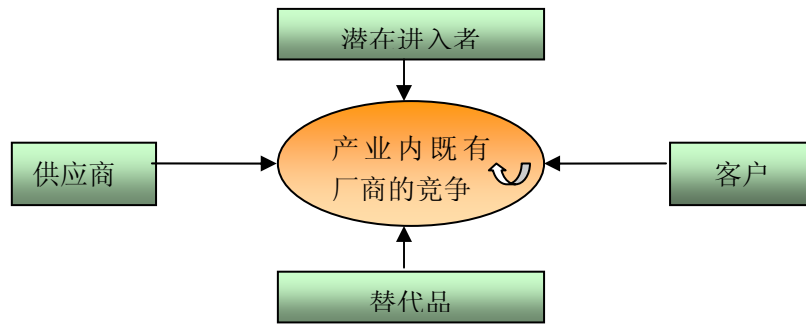 潜在进入者
供应商
产业内既有
厂商的竞争
客户
替代品